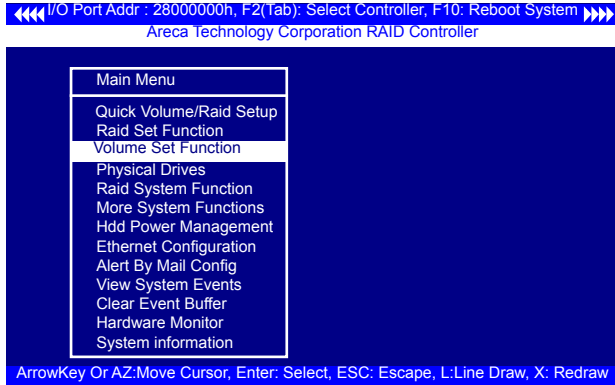 I/O Port Addr : 28000000h, F2(Tab): Select Controller, F10: Reboot System
Areca Technology Corporation RAID Controller
Main Menu
Quick Volume/Raid Setup
Raid Set Function
Volume Set Function
Physical Drives
Raid System Function
More System Functions
Hdd Power Management
Ethernet Configuration
Alert By Mail Config
View System Events
Clear Event Buffer
Hardware Monitor
System information
ArrowKey Or AZ:Move Cursor, Enter: Select, ESC: Escape, L:Line Draw, X: Redraw